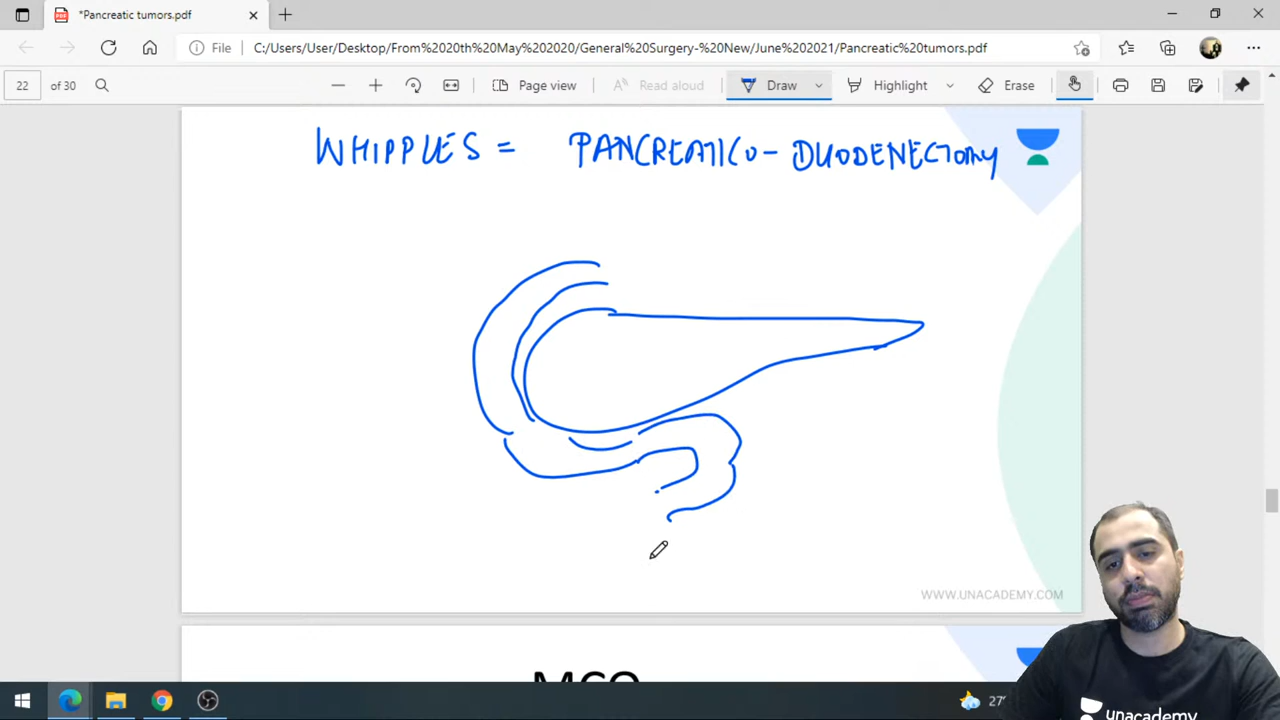 *Pancreatic tumors.pdf
File C:/Users/User/Desktop/From%2020th%20May%202020/General%20Surgery-%20New/June%202021/Pancreatic%20tumors.pdf
22 of 30 Page view Read aloud Draw Highlight Erase
WHIPPLES = PANCREATICO-DUODENECTOMY
WWW.UNACADEMY.COM
MCQ
27°
unacademy